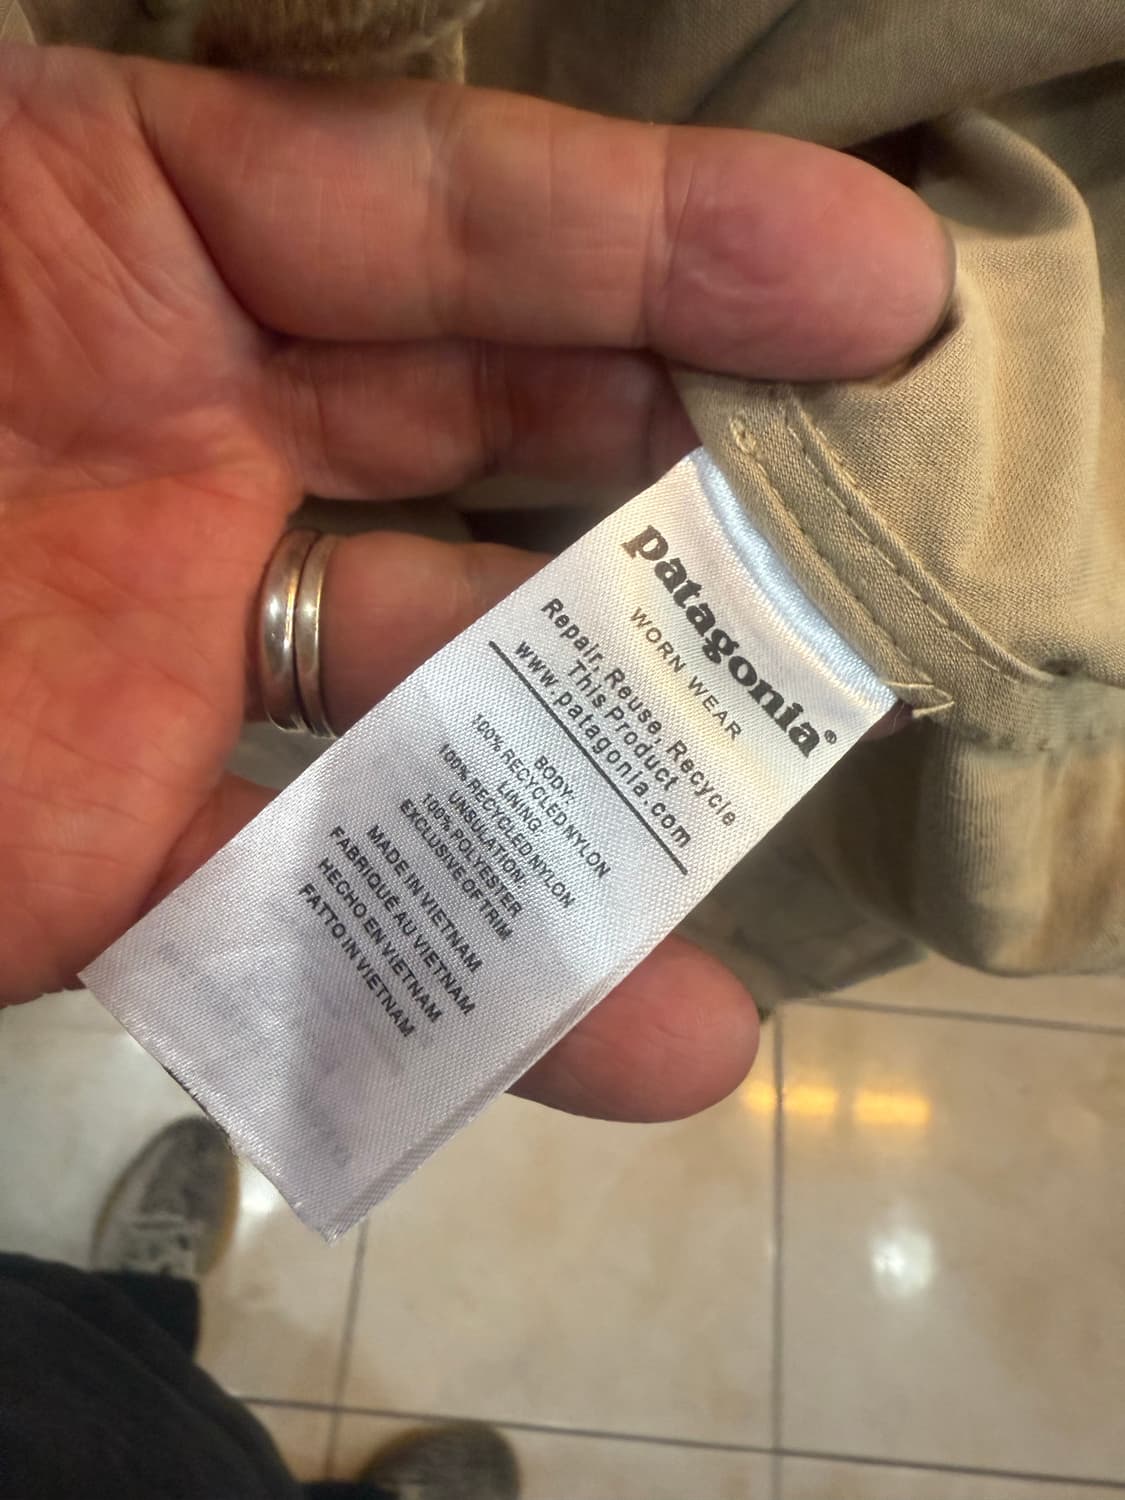 patagonia®
WORN WEAR
Repair, Reuse, Recycle
This Product
www.patagonia.com
BODY:
100% RECYCLED NYLON
LINING:
100% RECYCLED NYLON
INSULATION:
100% POLYESTER
EXCLUSIVE OF TRIM
MADE IN VIETNAM
FABRIQUÉ AU VIETNAM
HECHO EN VIETNAM
FATTO IN VIETNAM